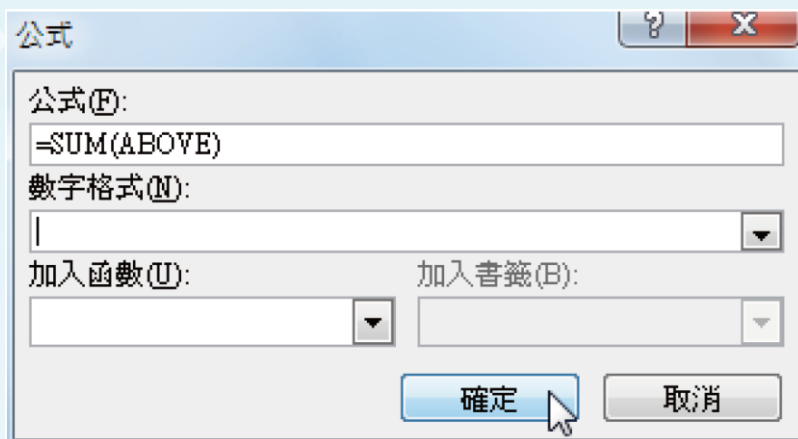 公式
公式(F):
=SUM(ABOVE)
數字格式(N):
加入函數(U):
加入書籤(B):
確定
取消